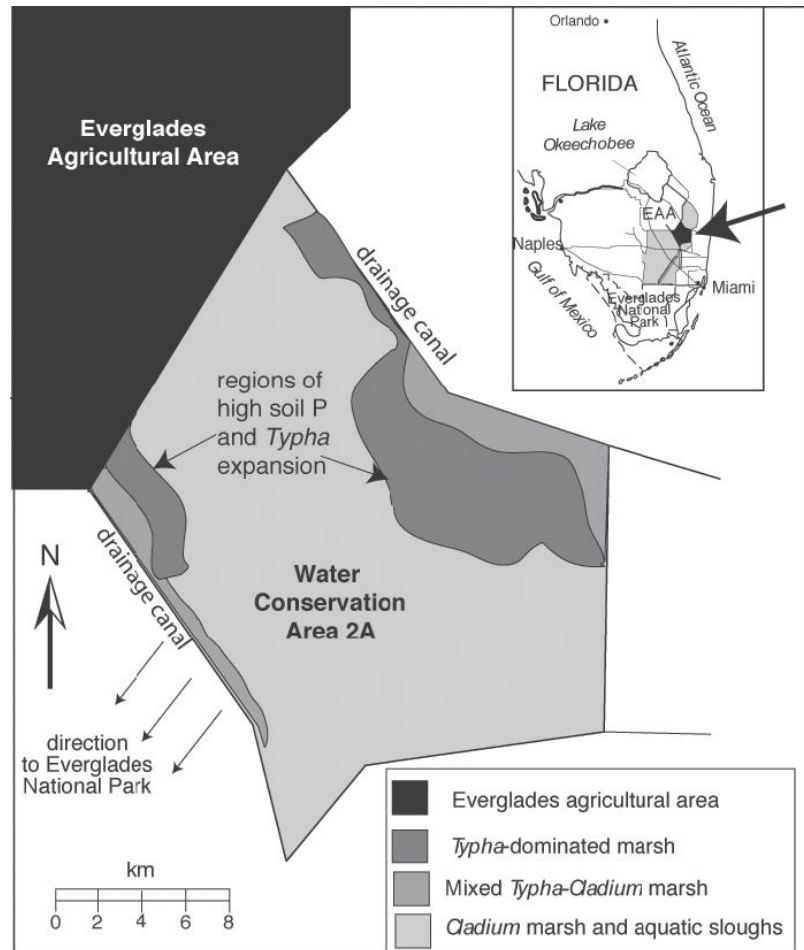 Everglades
Agricultural Area
drainage canal
regions of
high soil P
and Typha
expansion
drainage canal
Water
Conservation
Area 2A
N
direction
to Everglades
National Park
km
0 2 4 6 8
Orlando
FLORIDA
Atlantic Ocean
Lake
Okeechobee
EAA
Naples
Miami
Gulf of Mexico
Everglades
National
Park
Everglades agricultural area
Typha-dominated marsh
Mixed Typha-Cladium marsh
Cladium marsh and aquatic sloughs